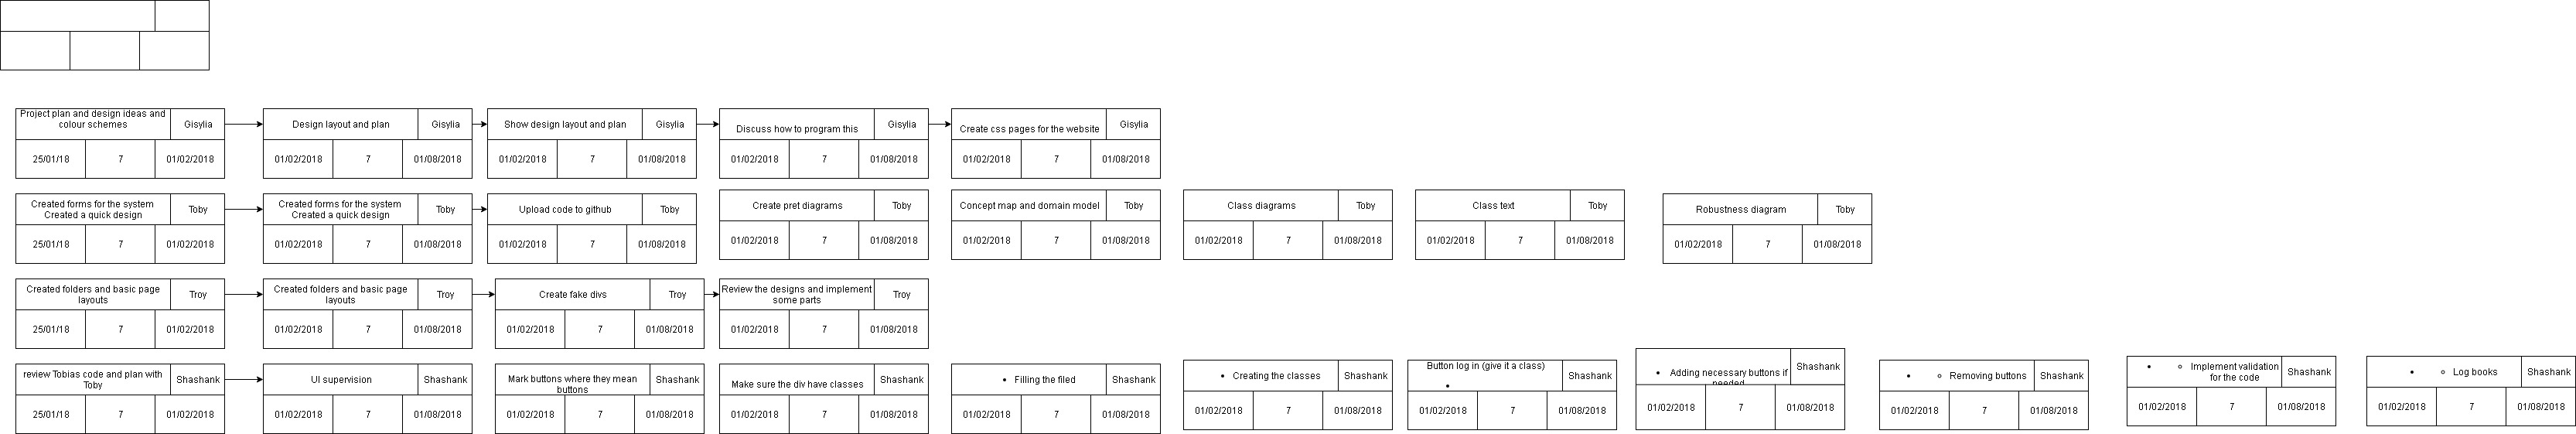 Project plan and design ideas and
colour schemes
Gisylia
25/01/18
7
01/02/2018
Design layout and plan
Gisylia
01/02/2018
7
01/08/2018
Show design layout and plan
Gisylia
01/02/2018
7
01/08/2018
Discuss how to program this
Gisylia
01/02/2018
7
01/08/2018
Create css pages for the website
Gisylia
01/02/2018
7
01/08/2018
Created forms for the system
Created a quick design
Toby
25/01/18
7
01/02/2018
Created forms for the system
Created a quick design
Toby
01/02/2018
7
01/08/2018
Upload code to github
Toby
01/02/2018
7
01/08/2018
Create pret diagrams
Toby
01/02/2018
7
01/08/2018
Concept map and domain model
Toby
01/02/2018
7
01/08/2018
Class diagrams
Toby
01/02/2018
7
01/08/2018
Class text
Toby
01/02/2018
7
01/08/2018
Robustness diagram
Toby
01/02/2018
7
01/08/2018
Created folders and basic page
layouts
Troy
25/01/18
7
01/02/2018
Created folders and basic page
layouts
Troy
01/02/2018
7
01/08/2018
Create fake divs
Troy
01/02/2018
7
01/08/2018
Review the designs and implement
some parts
Troy
01/02/2018
7
01/08/2018
review Tobias code and plan with
Toby
Shashank
25/01/18
7
01/02/2018
UI supervision
Shashank
01/02/2018
7
01/08/2018
Mark buttons where they mean
buttons
Shashank
01/02/2018
7
01/08/2018
Make sure the div have classes
Shashank
01/02/2018
7
01/08/2018
• Filling the filed
Shashank
01/02/2018
7
01/08/2018
• Creating the classes
Shashank
01/02/2018
7
01/08/2018
Button log in (give it a class)
•
Shashank
01/02/2018
7
01/08/2018
• Adding necessary buttons if
needed
Shashank
01/02/2018
7
01/08/2018
• ◦ Removing buttons
Shashank
01/02/2018
7
01/08/2018
• ◦ Implement validation
for the code
Shashank
01/02/2018
7
01/08/2018
• ◦ Log books
Shashank
01/02/2018
7
01/08/2018